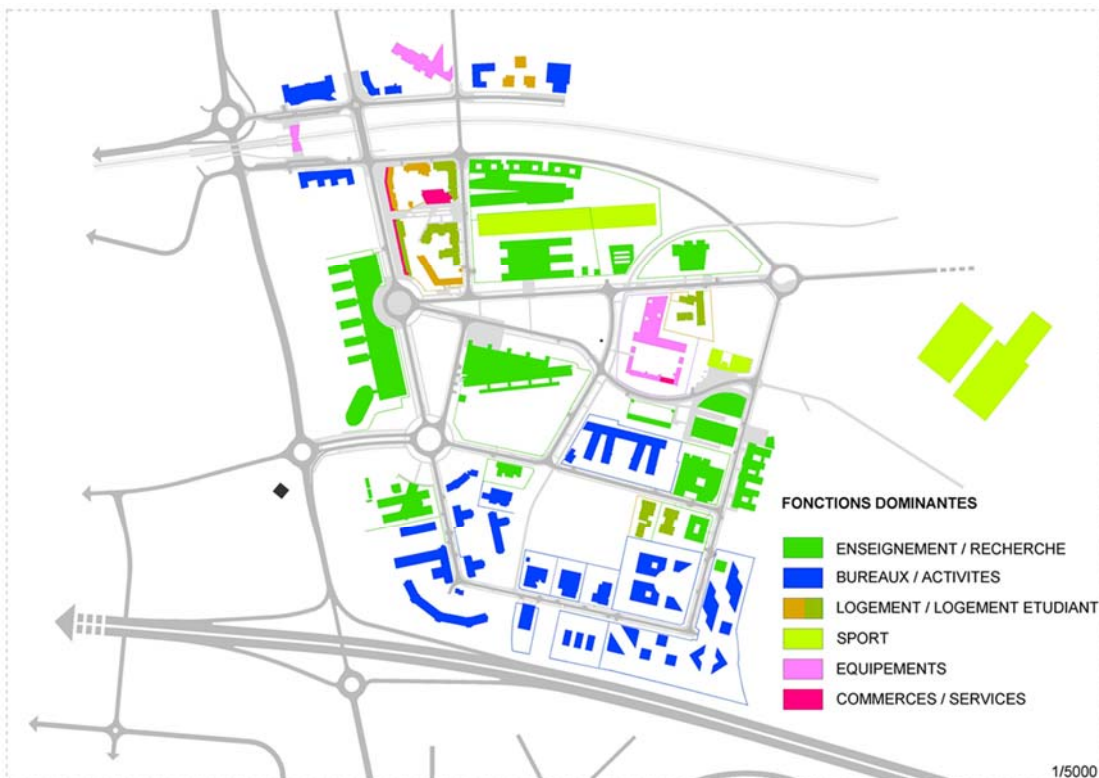 FONCTIONS DOMINANTES
ENSEIGNEMENT / RECHERCHE
BUREAUX / ACTIVITES
LOGEMENT / LOGEMENT ETUDIANT
SPORT
EQUIPEMENTS
COMMERCES / SERVICES
1/5000